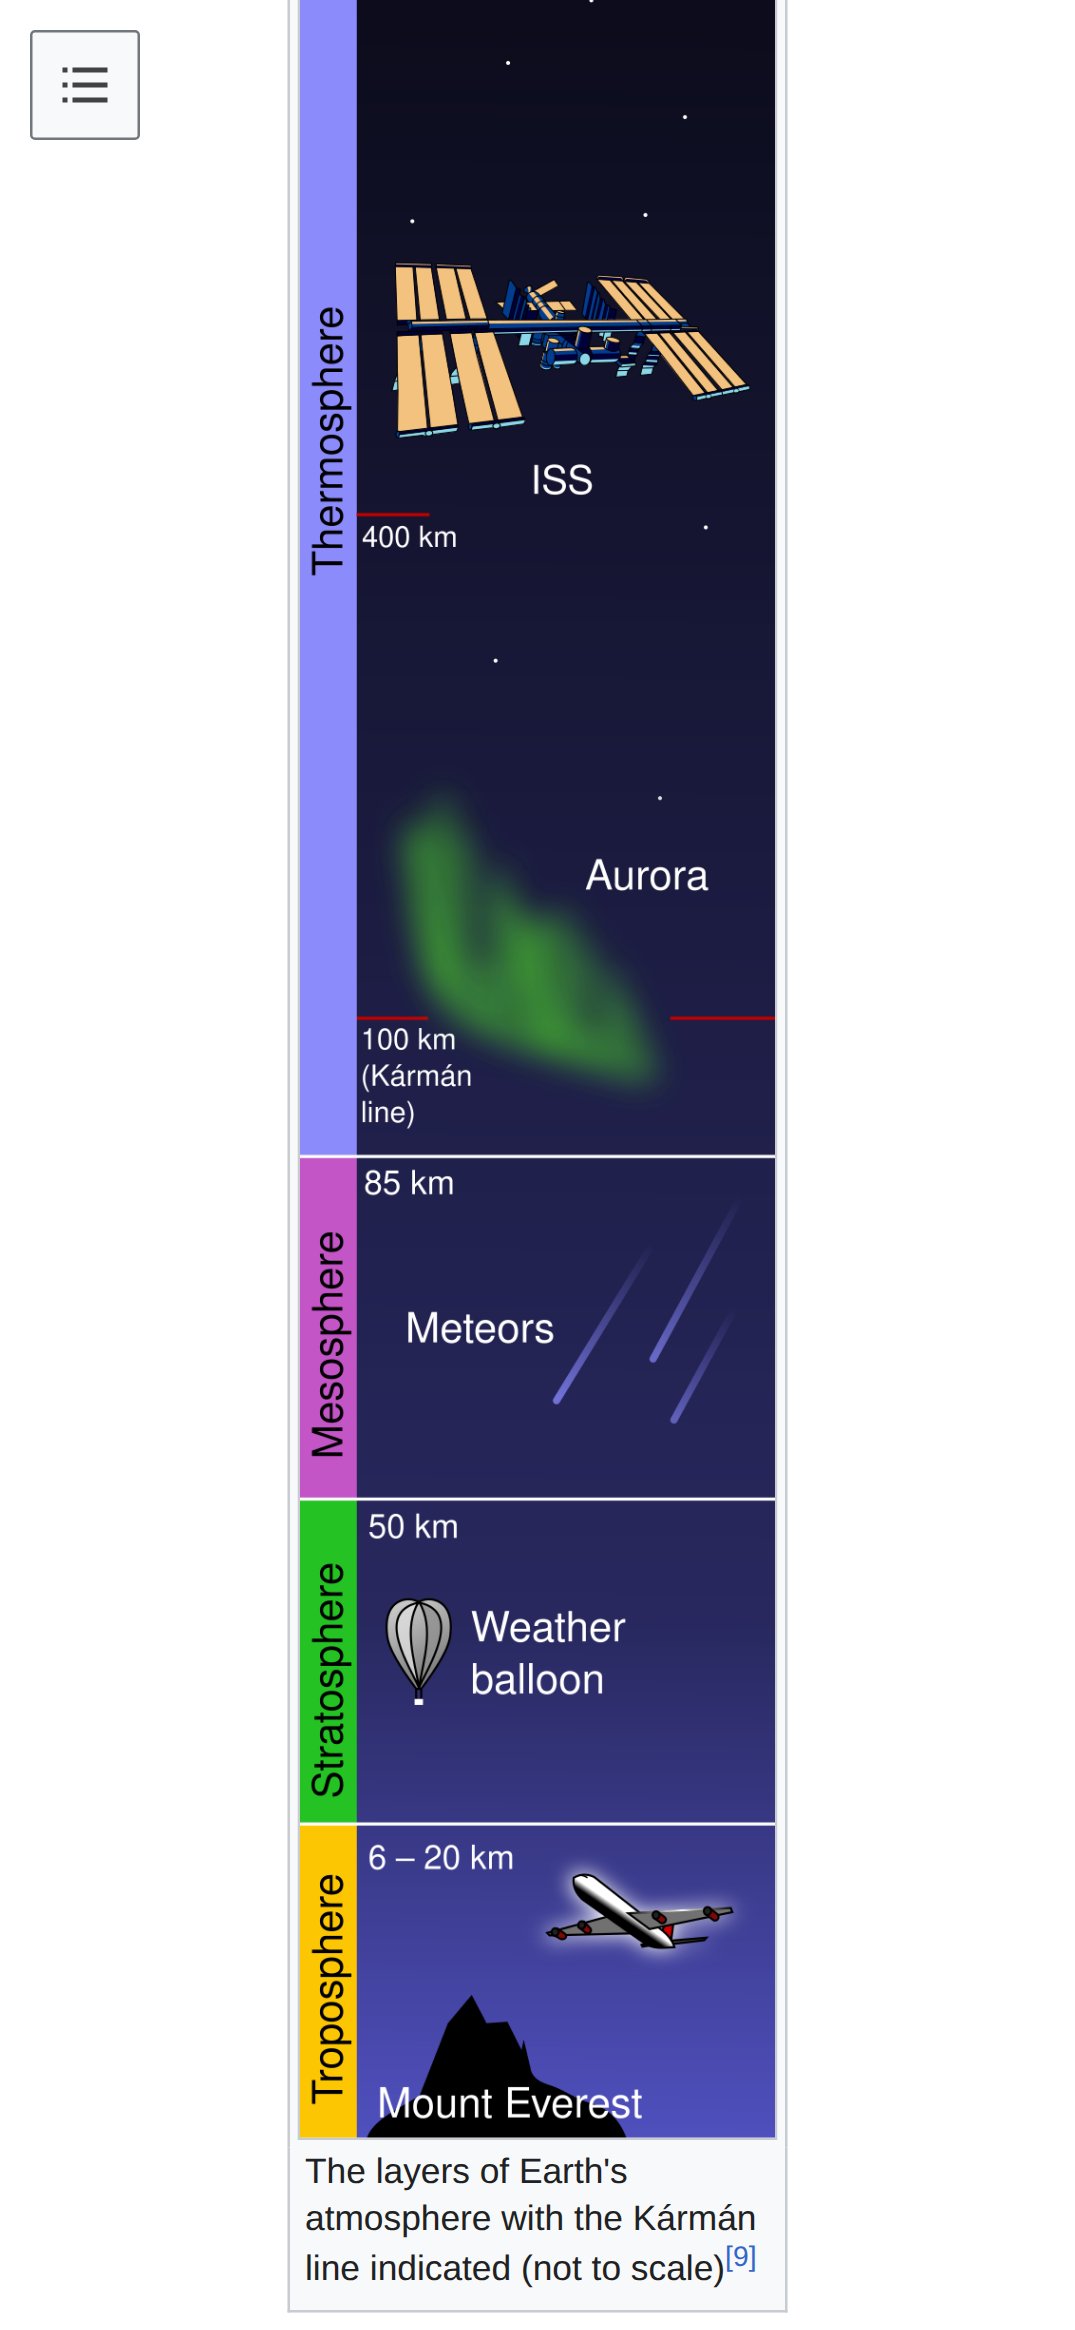 Thermosphere
ISS
400 km
Aurora
100 km
(Kármán
line)
Mesosphere
85 km
Meteors
Stratosphere
50 km
Weather
balloon
Troposphere
6 – 20 km
Mount Everest
The layers of Earth's
atmosphere with the Kármán
line indicated (not to scale)[9]